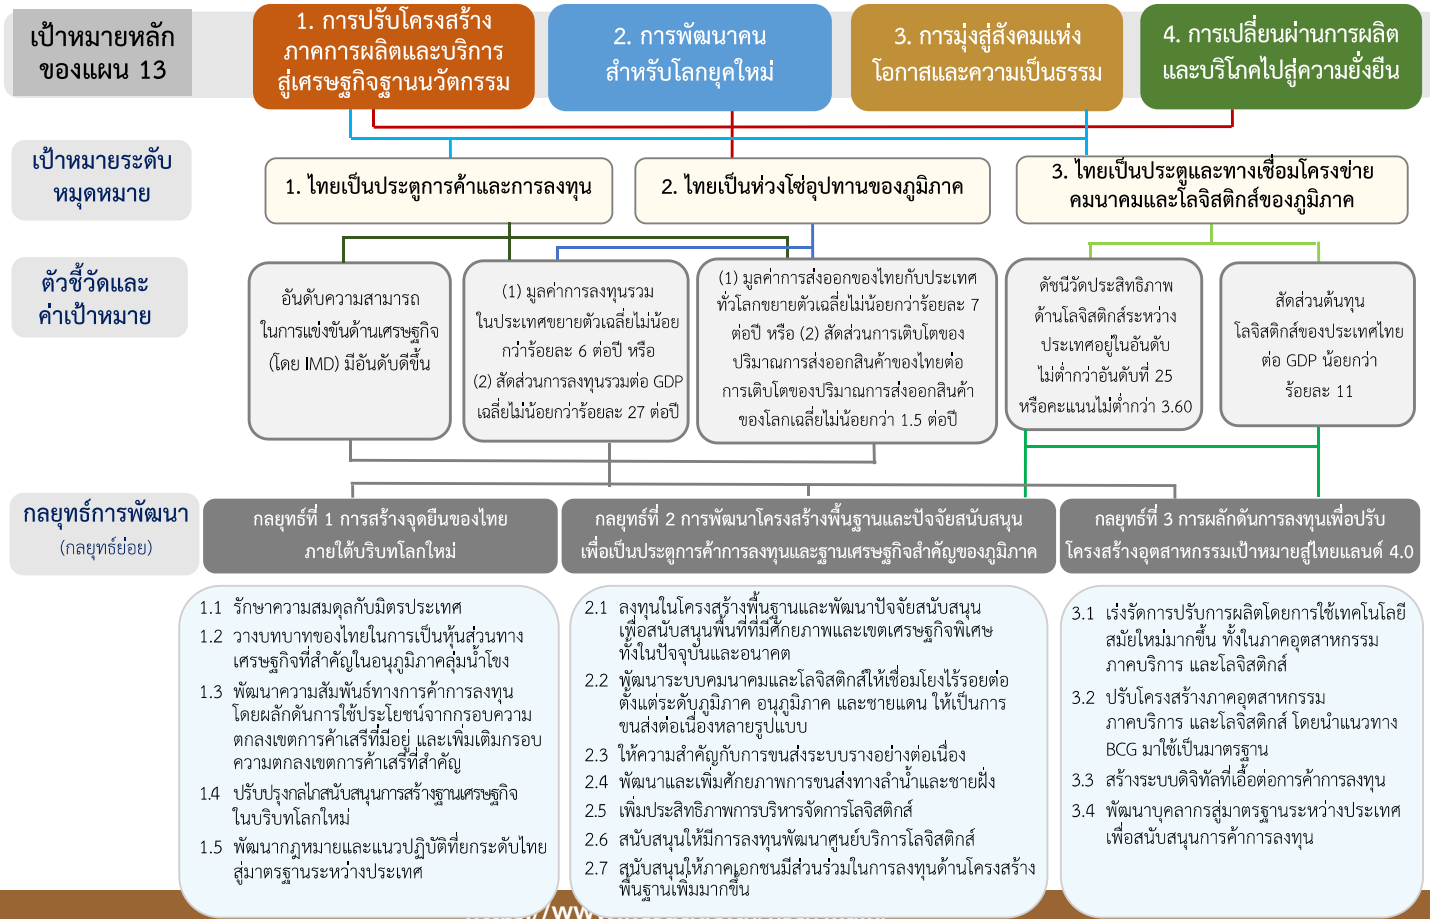 เป้าหมายหลัก
ของแผน 13
1. การปรับโครงสร้าง
ภาคการผลิตและบริการ
สู่เศรษฐกิจฐานนวัตกรรม
2. การพัฒนาคน
สำหรับโลกยุคใหม่
3. การมุ่งสู่สังคมแห่ง
โอกาสและความเป็นธรรม
4. การเปลี่ยนผ่านการผลิต
และบริโภคไปสู่ความยั่งยืน
เป้าหมายระดับ
หมุดหมาย
1. ไทยเป็นประตูการค้าและการลงทุน
2. ไทยเป็นห่วงโซ่อุปทานของภูมิภาค
3. ไทยเป็นประตูและทางเชื่อมโครงข่าย
คมนาคมและโลจิสติกส์ของภูมิภาค
ตัวชี้วัดและ
ค่าเป้าหมาย
อันดับความสามารถ
ในการแข่งขันด้านเศรษฐกิจ
(โดย IMD) มีอันดับดีขึ้น
(1) มูลค่าการลงทุนรวม
ในประเทศขยายตัวเฉลี่ยไม่น้อย
กว่าร้อยละ 6 ต่อปี หรือ
(2) สัดส่วนการลงทุนรวมต่อ GDP
เฉลี่ยไม่น้อยกว่าร้อยละ 27 ต่อปี
(1) มูลค่าการส่งออกของไทยกับประเทศ
ทั่วโลกขยายตัวเฉลี่ยไม่น้อยกว่าร้อยละ 7
ต่อปี หรือ (2) สัดส่วนการเติบโตของ
ปริมาณการส่งออกสินค้าของไทยต่อ
การเติบโตของปริมาณการส่งออกสินค้า
ของโลกเฉลี่ยไม่น้อยกว่า 1.5 ต่อปี
ดัชนีวัดประสิทธิภาพ
ด้านโลจิสติกส์ระหว่าง
ประเทศอยู่ในอันดับ
ไม่ต่ำกว่าอันดับที่ 25
หรือคะแนนไม่ต่ำกว่า 3.60
สัดส่วนต้นทุน
โลจิสติกส์ของประเทศไทย
ต่อ GDP น้อยกว่า
ร้อยละ 11
กลยุทธ์การพัฒนา
(กลยุทธ์ย่อย)
กลยุทธ์ที่ 1 การสร้างจุดยืนของไทย
ภายใต้บริบทโลกใหม่
กลยุทธ์ที่ 2 การพัฒนาโครงสร้างพื้นฐานและปัจจัยสนับสนุน
เพื่อเป็นประตูการค้าการลงทุนและฐานเศรษฐกิจสำคัญของภูมิภาค
กลยุทธ์ที่ 3 การผลักดันการลงทุนเพื่อปรับ
โครงสร้างอุตสาหกรรมเป้าหมายสู่ไทยแลนด์ 4.0
1.1 รักษาความสมดุลกับมิตรประเทศ
1.2 วางบทบาทของไทยในการเป็นหุ้นส่วนทาง
เศรษฐกิจที่สำคัญในอนุภูมิภาคลุ่มน้ำโขง
1.3 พัฒนาความสัมพันธ์ทางการค้าการลงทุน
โดยผลักดันการใช้ประโยชน์จากกรอบความ
ตกลงเขตการค้าเสรีที่มีอยู่ และเพิ่มเติมกรอบ
ความตกลงเขตการค้าเสรีที่สำคัญ
1.4 ปรับปรุงกลไกสนับสนุนการสร้างฐานเศรษฐกิจ
ในบริบทโลกใหม่
1.5 พัฒนากฎหมายและแนวปฏิบัติที่ยกระดับไทย
สู่มาตรฐานระหว่างประเทศ
2.1 ลงทุนในโครงสร้างพื้นฐานและพัฒนาปัจจัยสนับสนุน
เพื่อสนับสนุนพื้นที่ที่มีศักยภาพและเขตเศรษฐกิจพิเศษ
ทั้งในปัจจุบันและอนาคต
2.2 พัฒนาระบบคมนาคมและโลจิสติกส์ให้เชื่อมโยงไร้รอยต่อ
ตั้งแต่ระดับภูมิภาค อนุภูมิภาค และชายแดน ให้เป็นการ
ขนส่งต่อเนื่องหลายรูปแบบ
2.3 ให้ความสำคัญกับการขนส่งระบบรางอย่างต่อเนื่อง
2.4 พัฒนาและเพิ่มศักยภาพการขนส่งทางลำน้ำและชายฝั่ง
2.5 เพิ่มประสิทธิภาพการบริหารจัดการโลจิสติกส์
2.6 สนับสนุนให้มีการลงทุนพัฒนาศูนย์บริการโลจิสติกส์
2.7 สนับสนุนให้ภาคเอกชนมีส่วนร่วมในการลงทุนด้านโครงสร้าง
พื้นฐานเพิ่มมากขึ้น
3.1 เร่งรัดการปรับการผลิตโดยการใช้เทคโนโลยี
สมัยใหม่มากขึ้น ทั้งในภาคอุตสาหกรรม
ภาคบริการ และโลจิสติกส์
3.2 ปรับโครงสร้างภาคอุตสาหกรรม
ภาคบริการ และโลจิสติกส์ โดยนำแนวทาง
BCG มาใช้เป็นมาตรฐาน
3.3 สร้างระบบดิจิทัลที่เอื้อต่อการค้าการลงทุน
3.4 พัฒนาบุคลากรสู่มาตรฐานระหว่างประเทศ
เพื่อสนับสนุนการค้าการลงทุน